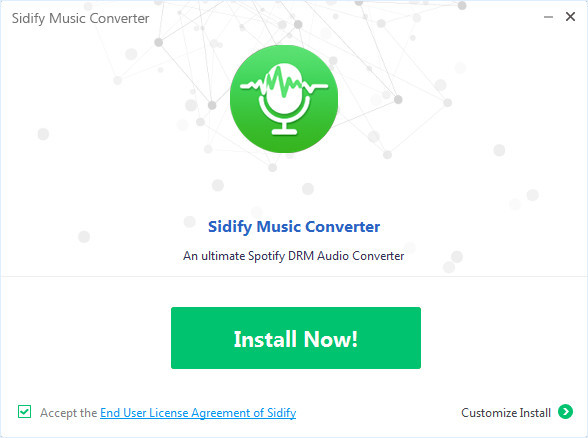 Sidify Music Converter
Sidify Music Converter
An ultimate Spotify DRM Audio Converter
Install Now!
Accept the End User License Agreement of Sidify
Customize Install